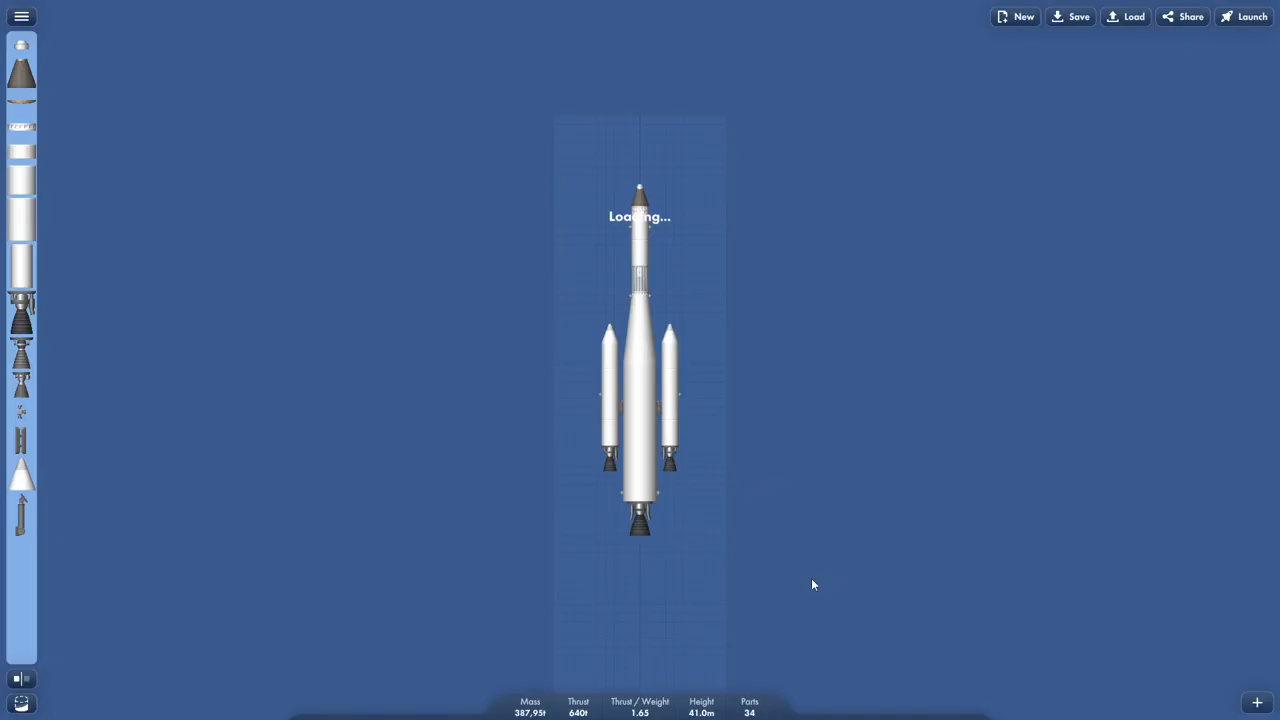 New Save Load Share Launch
Loading...
Mass Thrust Thrust / Weight Height Parts
387,95t 640t 1.65 41.0m 34